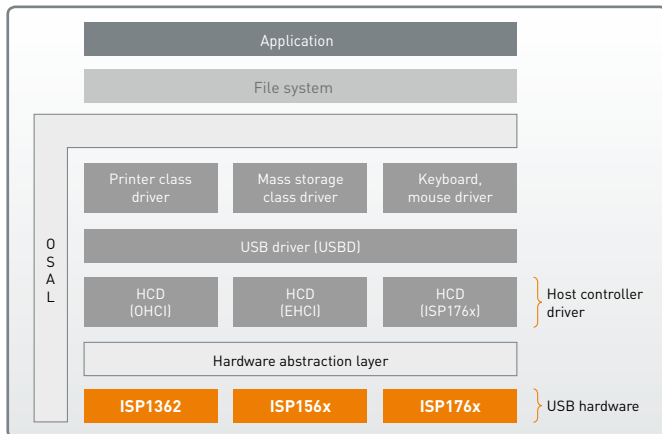 Application
File system
Printer class
driver
Mass storage
class driver
Keyboard,
mouse driver
O
S
A
L
USB driver (USBD)
HCD
(OHCI)
HCD
(EHCI)
HCD
(ISP176x)
Host controller
driver
Hardware abstraction layer
ISP1362
ISP156x
ISP176x
USB hardware